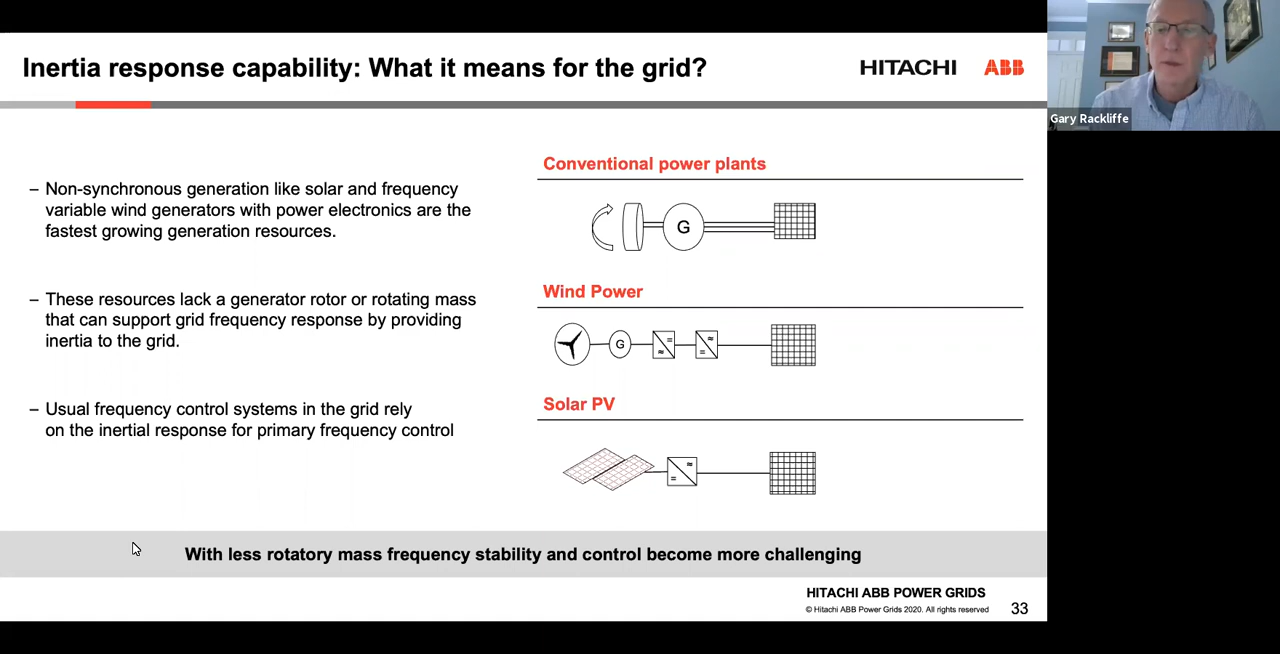 Inertia response capability: What it means for the grid?
HITACHI ABB
Gary Rackliffe
– Non-synchronous generation like solar and frequency
variable wind generators with power electronics are the
fastest growing generation resources.
– These resources lack a generator rotor or rotating mass
that can support grid frequency response by providing
inertia to the grid.
– Usual frequency control systems in the grid rely
on the inertial response for primary frequency control
Conventional power plants
G
Wind Power
G
=
≈
≈
=
Solar PV
≈
=
With less rotatory mass frequency stability and control become more challenging
HITACHI ABB POWER GRIDS
© Hitachi ABB Power Grids 2020. All rights reserved
33